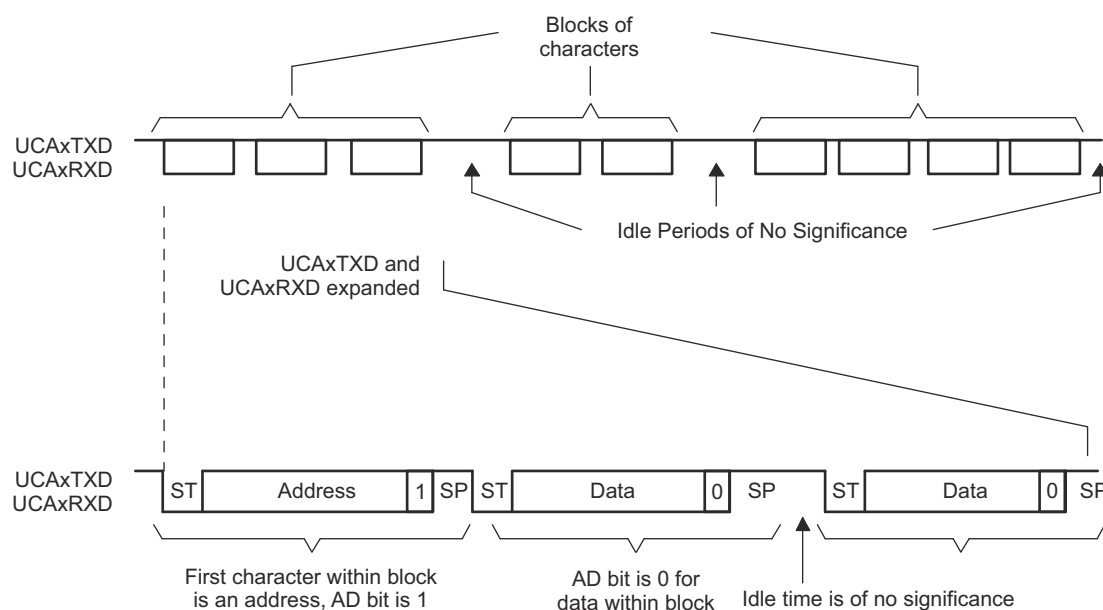 Blocks of
characters
UCAxTXD
UCAxRXD
Idle Periods of No Significance
UCAxTXD and
UCAxRXD expanded
UCAxTXD
UCAxRXD
ST Address 1 SP ST Data 0 SP ST Data 0 SP
First character within block
is an address, AD bit is 1
AD bit is 0 for
data within block
Idle time is of no significance